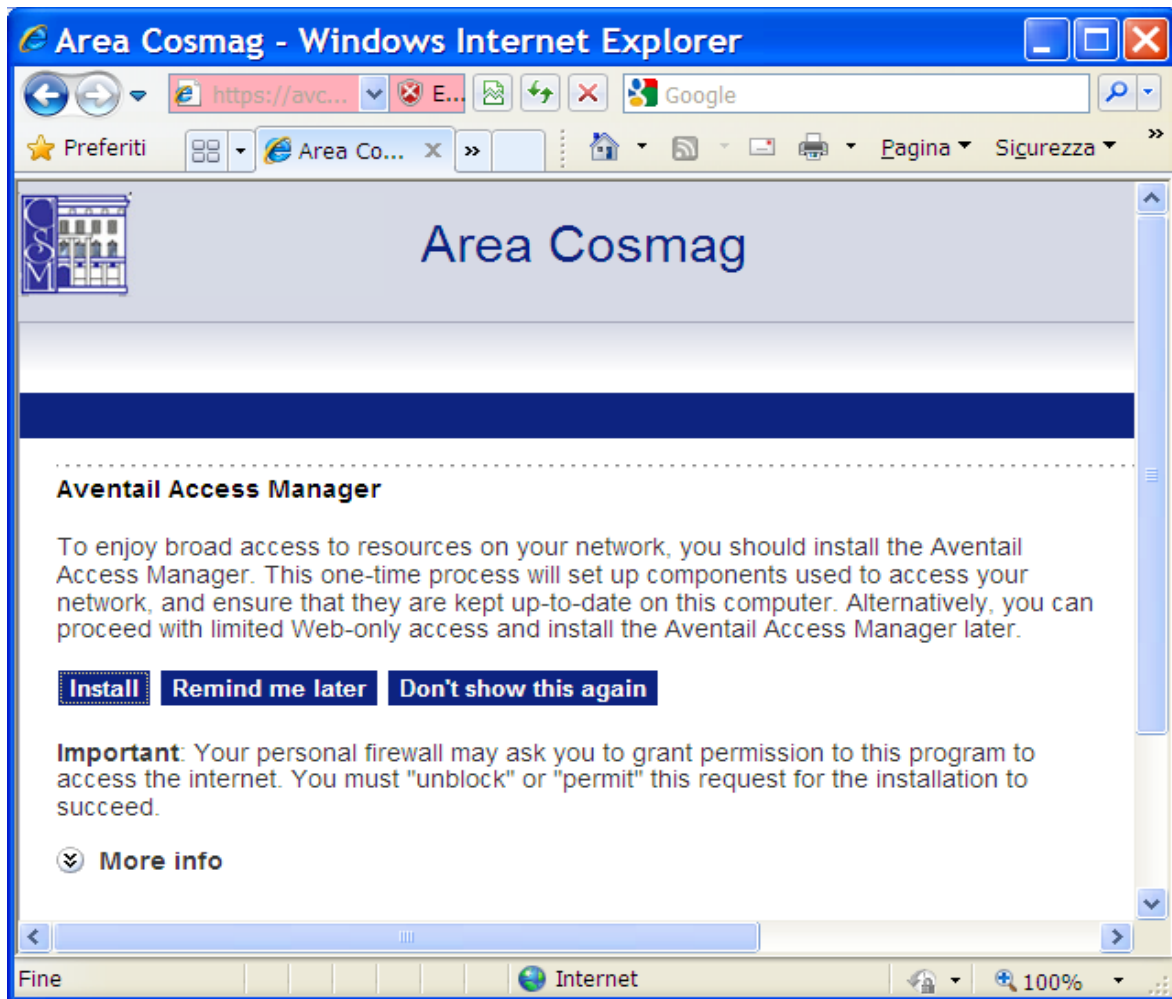 Area Cosmag - Windows Internet Explorer
https://avc... E... Google
Preferiti Area Co... Pagina Sicurezza
CSM
Area Cosmag
Aventail Access Manager
To enjoy broad access to resources on your network, you should install the Aventail
Access Manager. This one-time process will set up components used to access your
network, and ensure that they are kept up-to-date on this computer. Alternatively, you can
proceed with limited Web-only access and install the Aventail Access Manager later.
Install Remind me later Don't show this again
Important: Your personal firewall may ask you to grant permission to this program to
access the internet. You must "unblock" or "permit" this request for the installation to
succeed.
More info
Fine Internet 100%